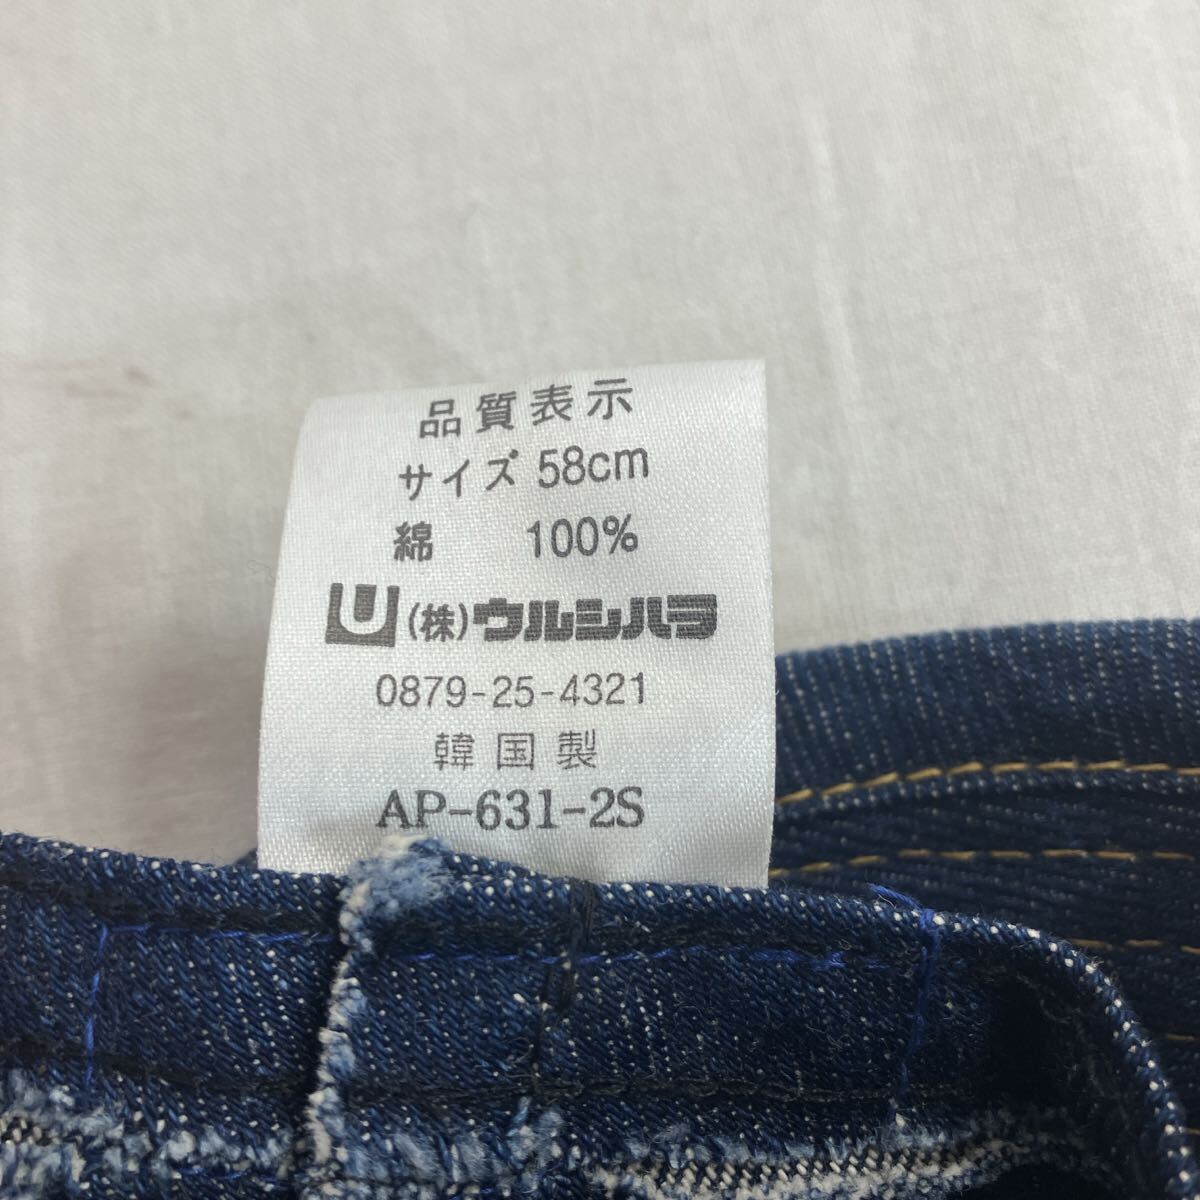 品質表示
サイズ 58cm
綿 100%
U (株)ウルシハヲ
0879-25-4321
韓国製
AP-631-2S